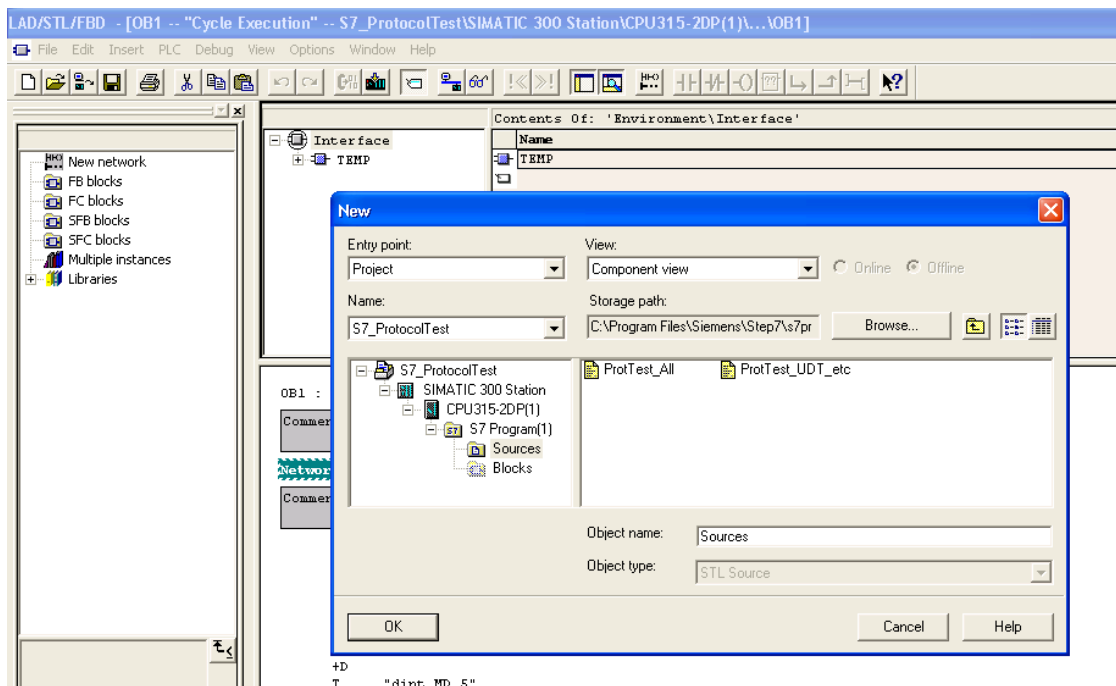 LAD/STL/FBD - [OB1 -- "Cycle Execution" -- S7_ProtocolTest\SIMATIC 300 Station\CPU315-2DP(1)\...\OB1]
File Edit Insert PLC Debug View Options Window Help
Contents Of: 'Environment\Interface'
Interface
TEMP
Name
TEMP
New network
FB blocks
FC blocks
SFB blocks
SFC blocks
Multiple instances
Libraries
New
Entry point:
View:
Project
Component view
Online
Offline
Name:
Storage path:
S7_ProtocolTest
C:\Program Files\Siemens\Step7\s7pr
Browse...
S7_ProtocolTest
SIMATIC 300 Station
CPU315-2DP(1)
S7 Program(1)
Sources
Blocks
ProtTest_All
ProtTest_UDT_etc
Object name:
Sources
Object type:
STL Source
OK
Cancel
Help
OB1 :
Commer
Networ
Commer
+D
T "dint_MD_5"